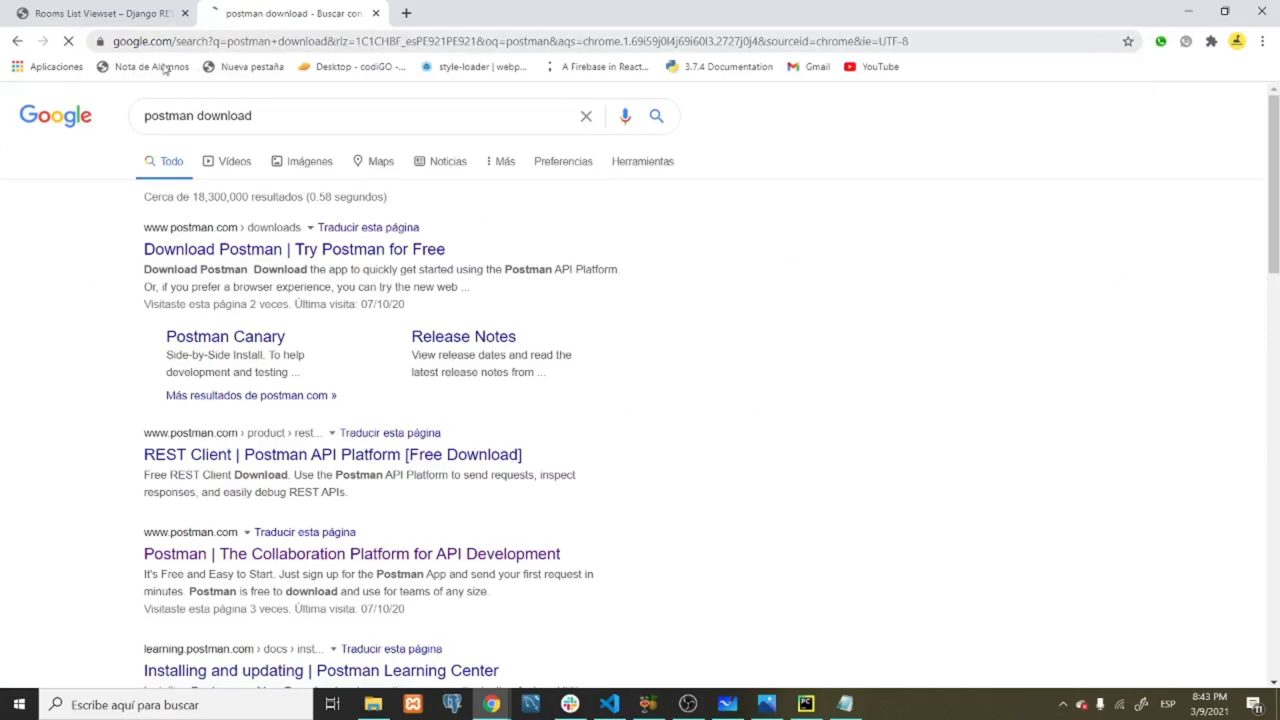 Rooms List Viewset – Django RES
postman download - Buscar con
google.com/search?q=postman+download&rlz=1C1CHBF_esPE921PE921&oq=postman&aqs=chrome.1.69i59j0l4j69i60l3.2727j0j4&sourceid=chrome&ie=UTF-8
Aplicaciones
Nota de Alumnos
Nueva pestaña
Desktop - codiGO -...
style-loader | webp...
A Firebase in React...
3.7.4 Documentation
Gmail
YouTube
Google
postman download
Todo
Vídeos
Imágenes
Maps
Noticias
Más
Preferencias
Herramientas
Cerca de 18,300,000 resultados (0.58 segundos)
www.postman.com › downloads Traducir esta página
Download Postman | Try Postman for Free
Download Postman Download the app to quickly get started using the Postman API Platform.
Or, if you prefer a browser experience, you can try the new web ...
Visitaste esta página 2 veces. Última visita: 07/10/20
Postman Canary
Side-by-Side Install. To help
development and testing ...
Release Notes
View release dates and read the
latest release notes from ...
Más resultados de postman.com »
www.postman.com › product › rest... Traducir esta página
REST Client | Postman API Platform [Free Download]
Free REST Client Download. Use the Postman API Platform to send requests, inspect
responses, and easily debug REST APIs.
www.postman.com Traducir esta página
Postman | The Collaboration Platform for API Development
It's Free and Easy to Start. Just sign up for the Postman App and send your first request in
minutes. Postman is free to download and use for teams of any size.
Visitaste esta página 3 veces. Última visita: 07/10/20
learning.postman.com › docs › inst... Traducir esta página
Installing and updating | Postman Learning Center
Escribe aquí para buscar
ESP
8:43 PM
3/9/2021